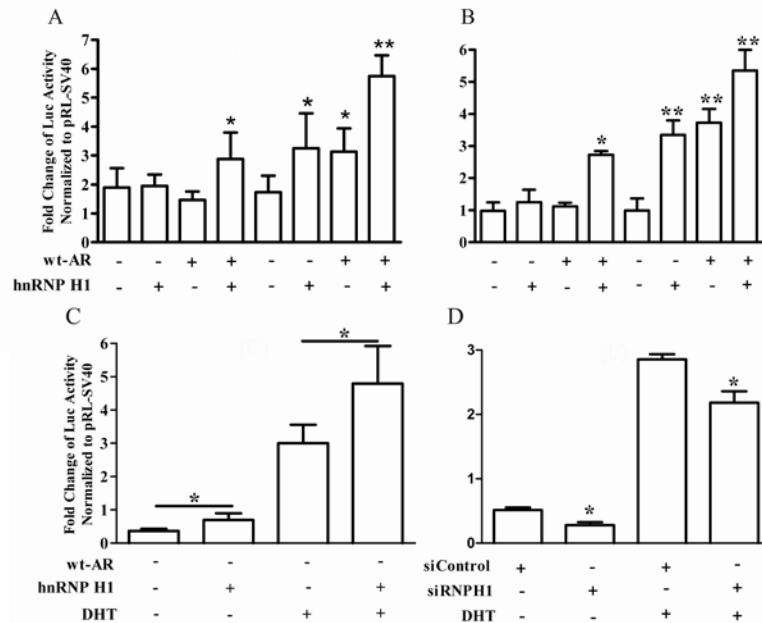 A
Fold Change of Luc Activity
Normalized to pRL-SV40
7
6
5
4
3
2
1
0
* * * **
wt-AR - - + + - - + +
hnRNP H1 - + - + - + - +
B
6
5
4
3
2
1
0
* ** ** **
- - + + - - + +
- + - + - + - +
C
Fold Change of Luc Activity
Normalized to pRL-SV40
6
5
4
3
2
1
0
* *
wt-AR - - - -
hnRNP H1 - + - +
DHT - - + +
D
3
2
1
0
* *
siControl + - + -
siRNPH1 - + - +
DHT - - + +